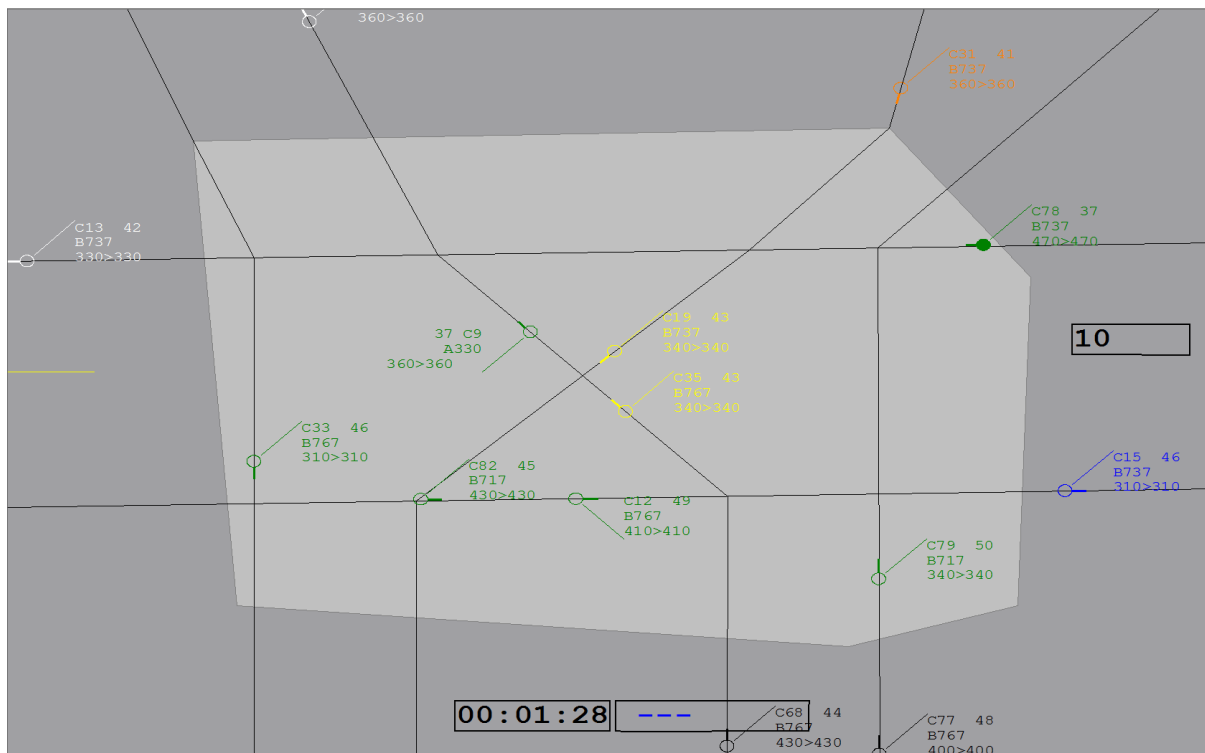 360>360
C31 41
B737
360>360
C13 42
B737
330>330
C78 37
B737
470>470
37 C9
A330
360>360
C19 43
B737
340>340
10
C35 43
B767
340>340
C33 46
B767
310>310
C82 45
B717
430>430
C12 49
B767
410>410
C15 46
B737
310>310
C79 50
B717
340>340
00:01:28
---
C68 44
B767
430>430
C77 48
B767
400>400